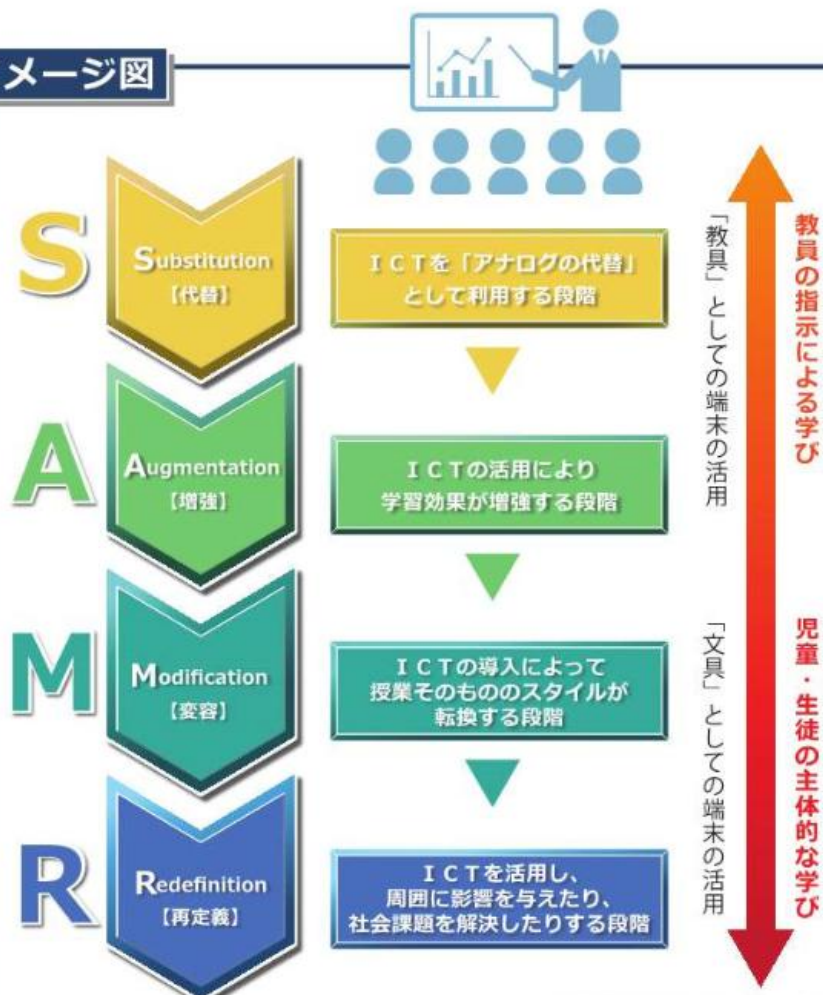 メージ図
S
Substitution
【代替】
ICTを「アナログの代替」
として利用する段階
A
Augmentation
【増強】
ICTの活用により
学習効果が増強する段階
M
Modification
【変容】
ICTの導入によって
授業そのもののスタイルが
転換する段階
R
Redefinition
【再定義】
ICTを活用し、
周囲に影響を与えたり、
社会課題を解決したりする段階
「教具」としての端末の活用
「文具」としての端末の活用
教員の指示による学び
児童・生徒の主体的な学び